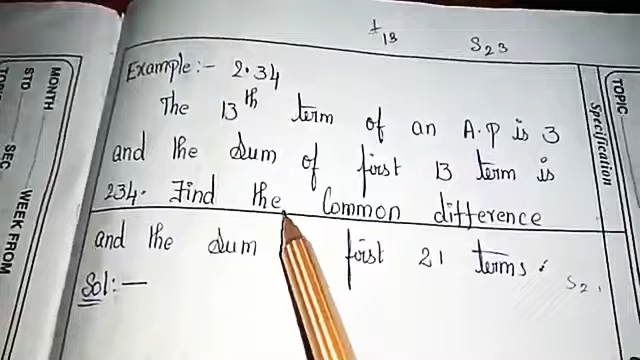 t13 S23
Example:- 2.34
The 13th term of an A.P is 3
and the Sum of first 13 term is
234. Find the Common difference
and the Sum first 21 terms.
S2
Sol:-
MONTH
STD
SEC
WEEK FROM
TOPIC
Specification
TOPIC